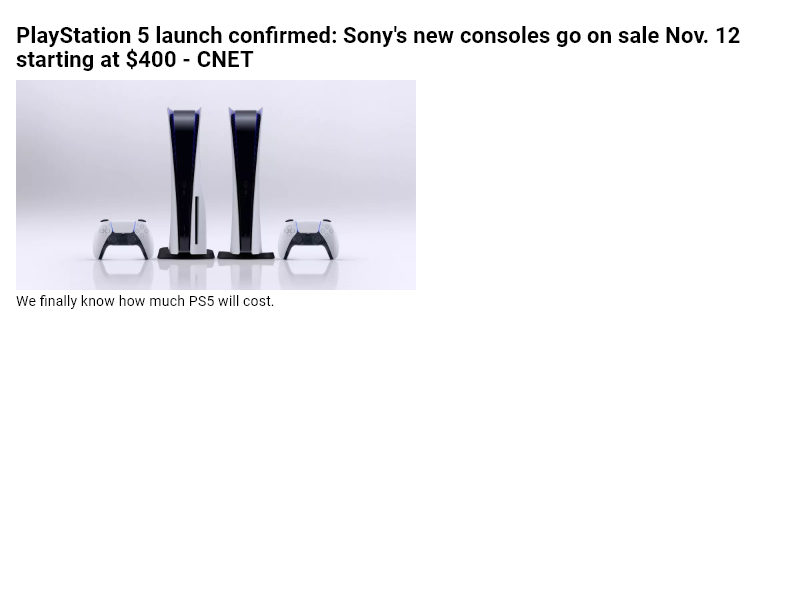 PlayStation 5 launch confirmed: Sony's new consoles go on sale Nov. 12
starting at $400 - CNET
We finally know how much PS5 will cost.